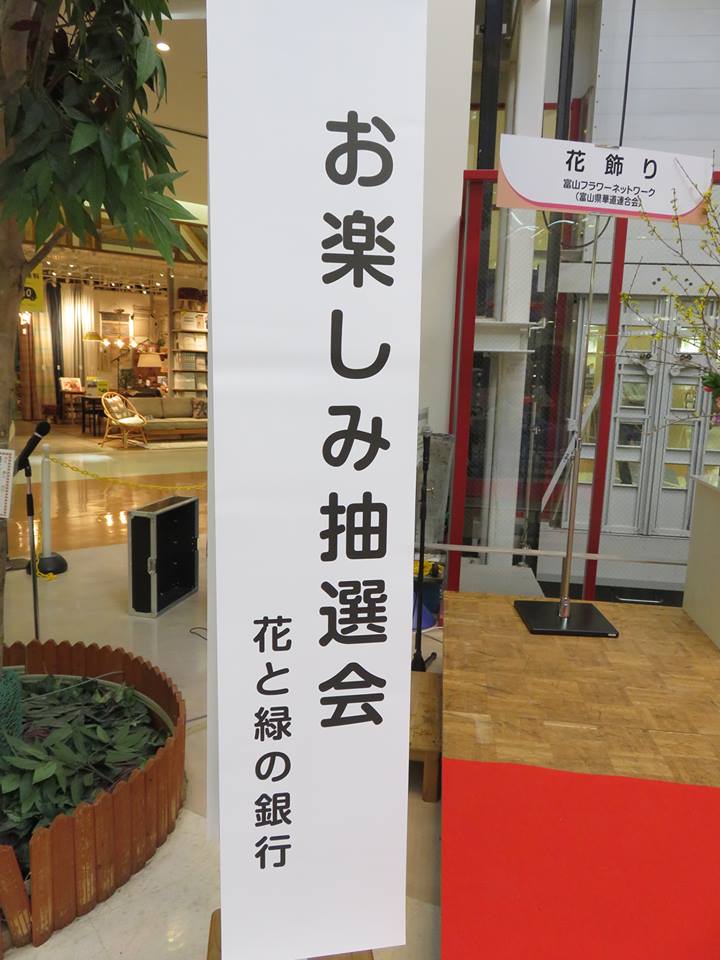 お楽しみ抽選会
花と緑の銀行
花飾り
富山フラワーネットワーク
(富山県華道連合会)